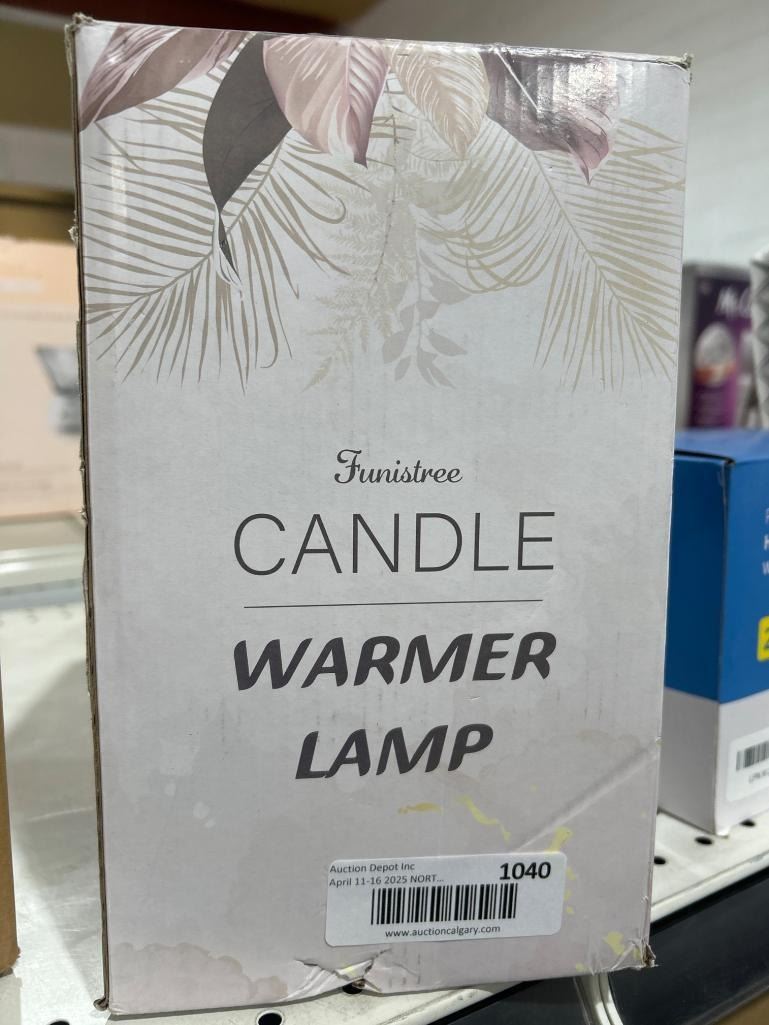 Funistree
CANDLE
WARMER
LAMP
Auction Depot Inc
April 11-16 2025 NORT...
1040
www.auctioncalgary.com